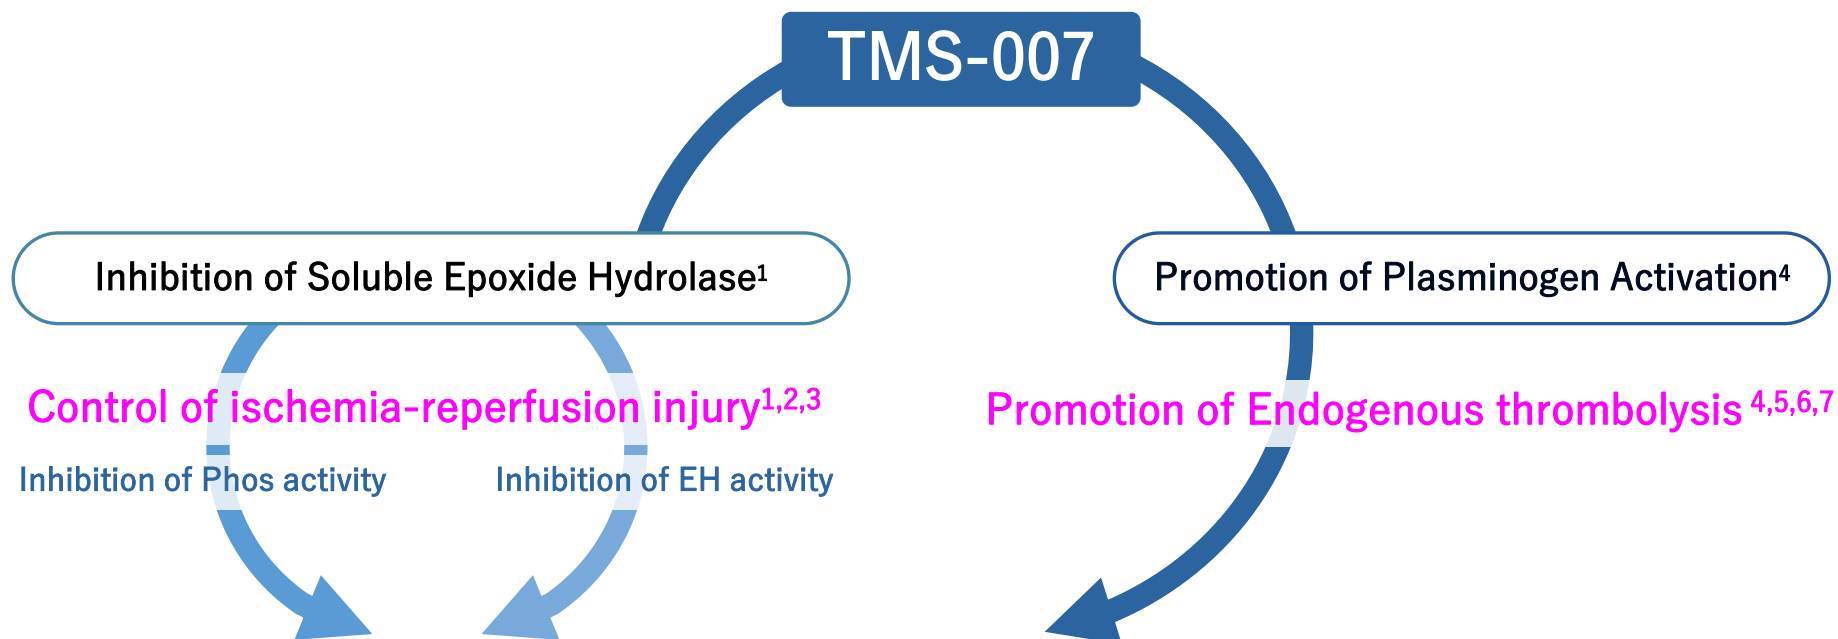 TMS-007
Inhibition of Soluble Epoxide Hydrolase¹
Promotion of Plasminogen Activation⁴
Control of ischemia-reperfusion injury¹,²,³
Promotion of Endogenous thrombolysis ⁴,⁵,⁶,⁷
Inhibition of Phos activity
Inhibition of EH activity